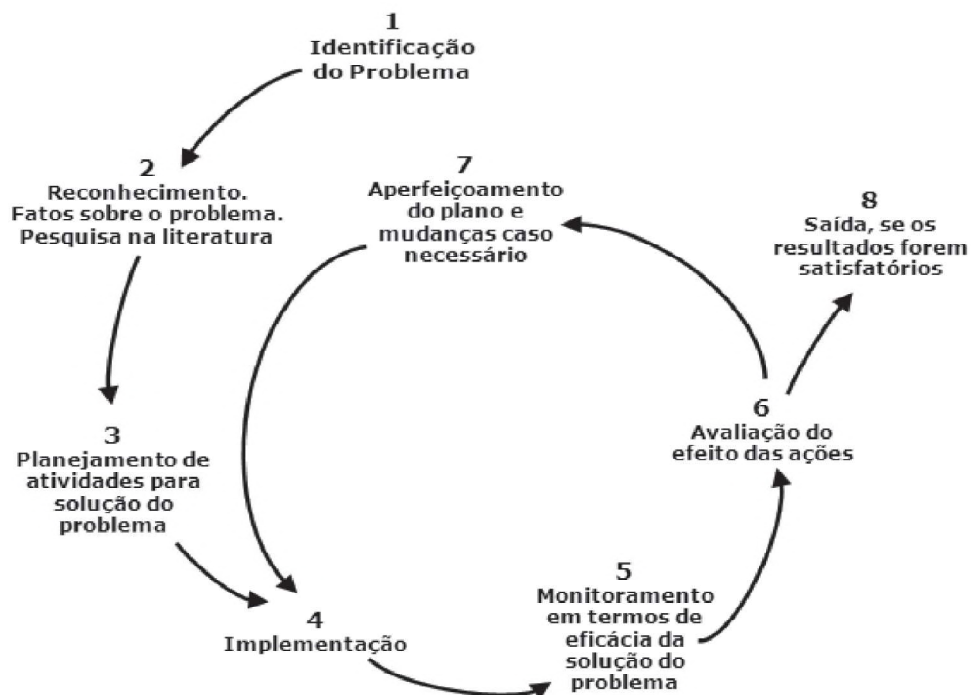 1
Identificação
do Problema
2
Reconhecimento.
Fatos sobre o problema.
Pesquisa na literatura
3
Planejamento de
atividades para
solução do
problema
4
Implementação
5
Monitoramento
em termos de
eficácia da
solução do
problema
6
Avaliação do
efeito das ações
7
Aperfeiçoamento
do plano e
mudanças caso
necessário
8
Saída, se os
resultados forem
satisfatórios